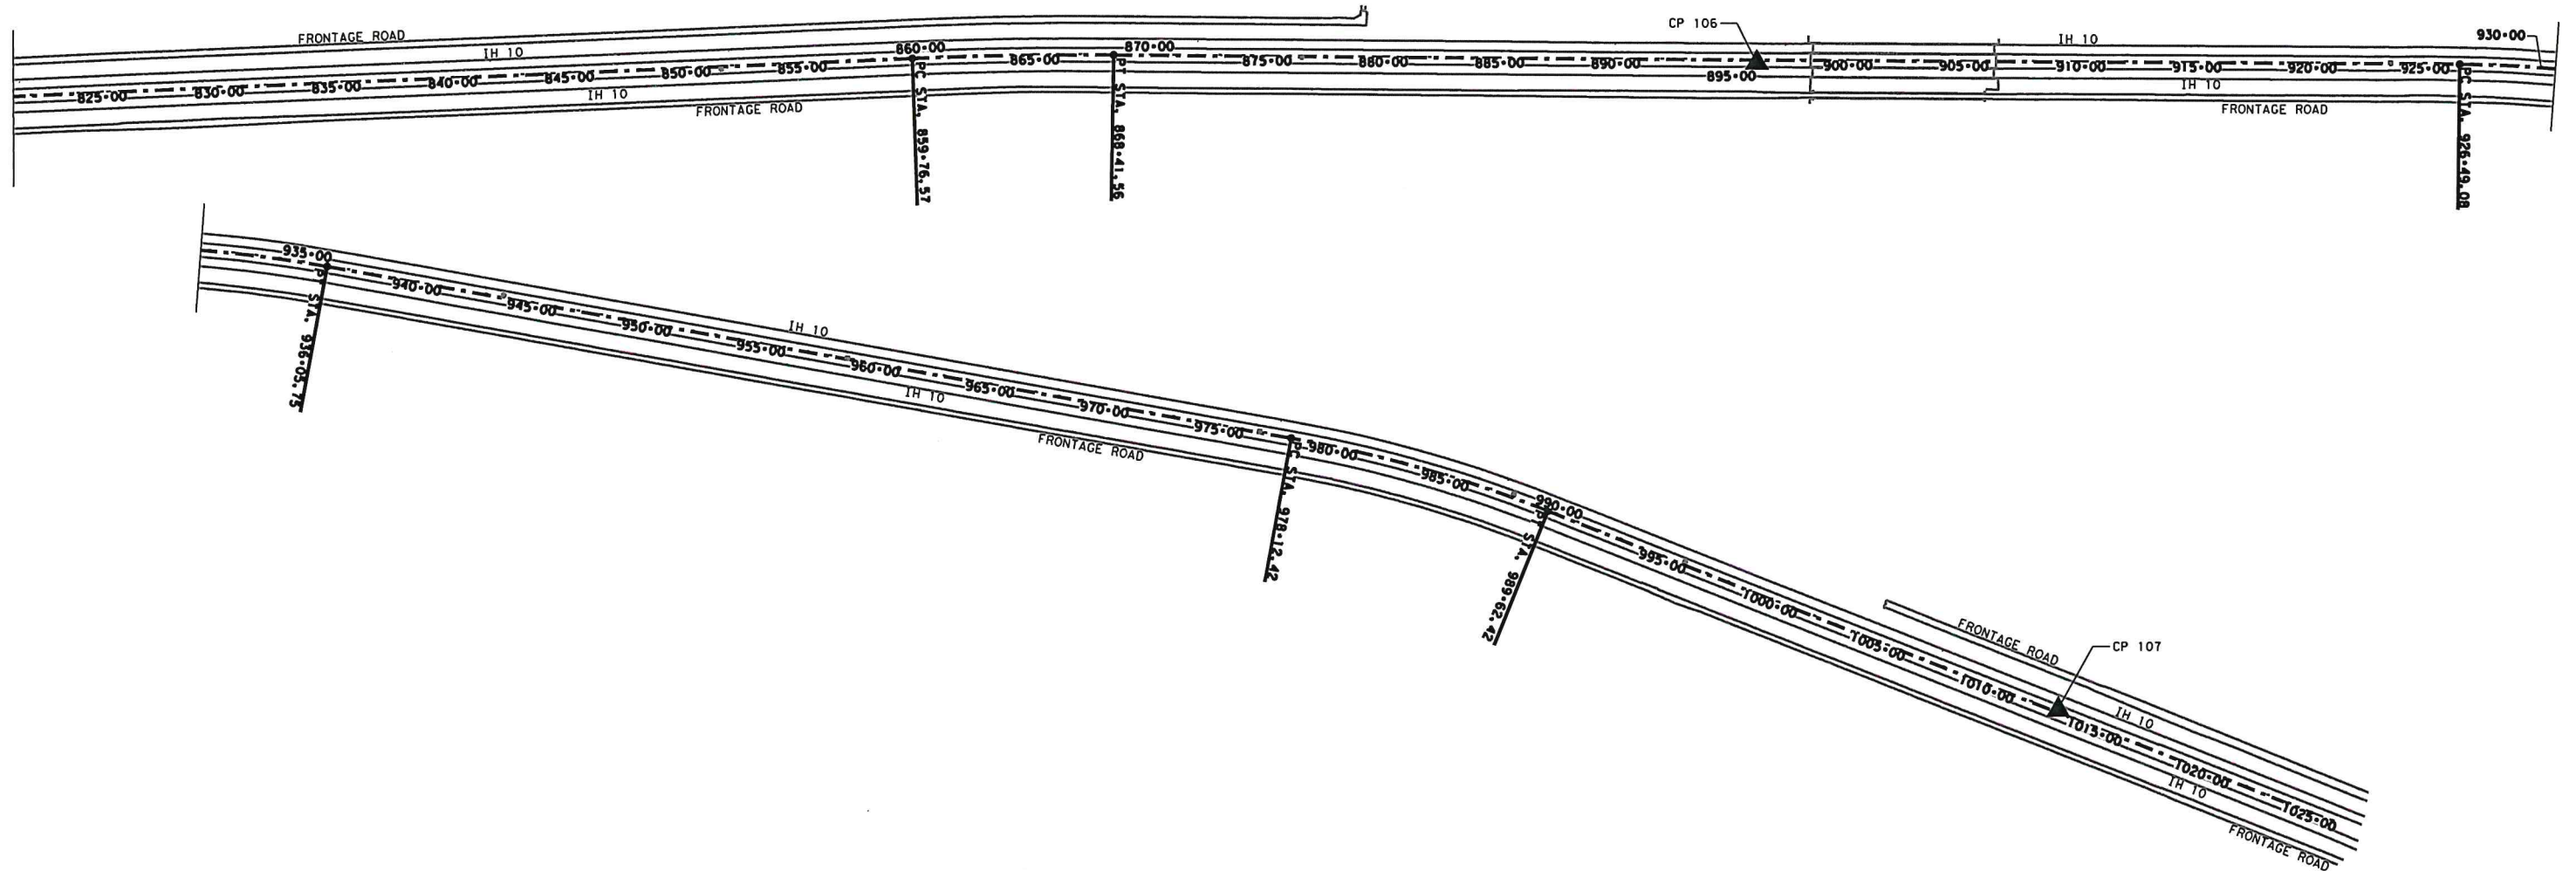 FRONTAGE ROAD
IH 10
825+00
830+00
835+00
840+00
845+00
850+00
855+00
860+00
865+00
870+00
875+00
880+00
885+00
890+00
895+00
900+00
905+00
910+00
915+00
920+00
925+00
930+00
CP 106
IH 10
IH 10
FRONTAGE ROAD
IH 10
FRONTAGE ROAD
PC STA. 859+76.57
PT STA. 868+41.56
PC STA. 926+49.08
935+00
940+00
945+00
950+00
955+00
960+00
965+00
970+00
975+00
980+00
985+00
990+00
995+00
1000+00
1005+00
1010+00
1015+00
1020+00
1025+00
PT STA. 936+05.75
IH 10
IH 10
FRONTAGE ROAD
PC STA. 978+12.42
PT STA. 989+62.42
FRONTAGE ROAD
CP 107
IH 10
IH 10
FRONTAGE ROAD